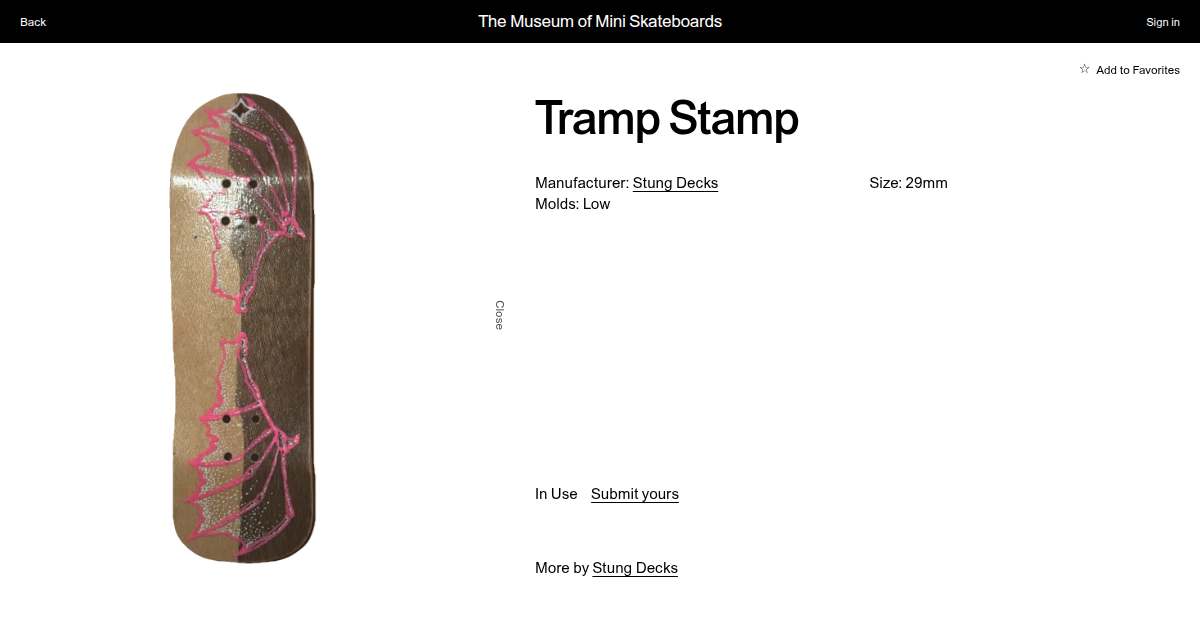 Back
The Museum of Mini Skateboards
Sign in
☆ Add to Favorites
Tramp Stamp
Manufacturer: Stung Decks
Size: 29mm
Molds: Low
Close
In Use Submit yours
More by Stung Decks